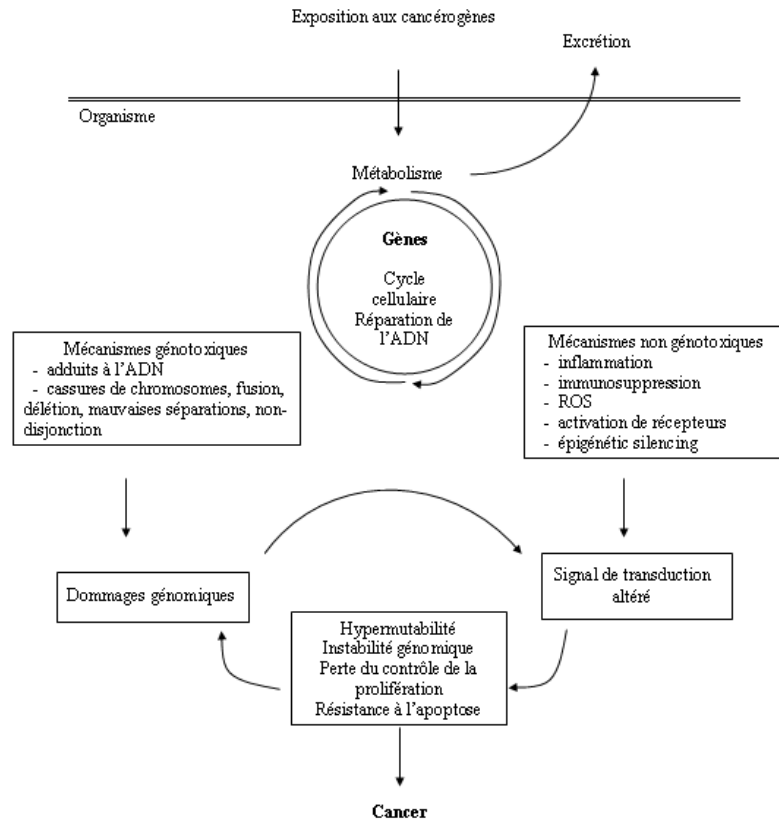 Exposition aux cancérogènes
Excrétion
Organisme
Métabolisme
Gènes
Cycle
cellulaire
Réparation de
l'ADN
Mécanismes génotoxiques
- adduits à l'ADN
- cassures de chromosomes, fusion,
délétion, mauvaises séparations, non-
disjonction
Mécanismes non génotoxiques
- inflammation
- immunosuppression
- ROS
- activation de récepteurs
- épigénétic silencing
Dommages génomiques
Signal de transduction
altéré
Hypermutabilité
Instabilité génomique
Perte du contrôle de la
prolifération
Résistance à l'apoptose
Cancer